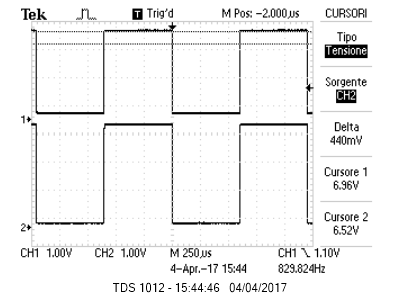 Tek T Trig'd M Pos: -2.000µs CURSORI
Tipo
Tensione
Sorgente
CH2
Delta
440mV
Cursore 1
6.96V
Cursore 2
6.52V
1
2
CH1 1.00V CH2 1.00V M 250µs CH1 1.10V
4-Apr.-17 15:44 829.824Hz
TDS 1012 - 15:44:46 04/04/2017